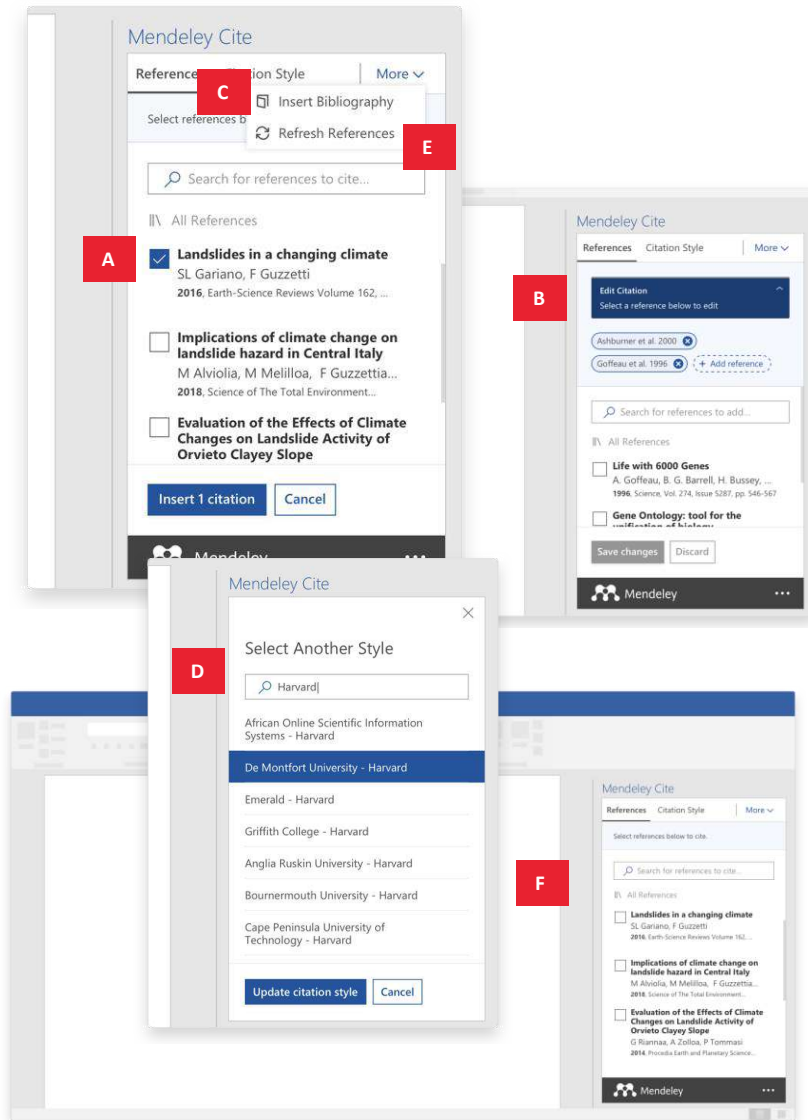 Mendeley Cite
References Citation Style More
C
Insert Bibliography
Select references b
Refresh References
E
Search for references to cite...
All References
A
Landslides in a changing climate
SL Gariano, F Guzzetti
2016, Earth-Science Reviews Volume 162, ...
Implications of climate change on
landslide hazard in Central Italy
M Alviolia, M Melilloa, F Guzzettia...
2018, Science of The Total Environment...
Evaluation of the Effects of Climate
Changes on Landslide Activity of
Orvieto Clayey Slope
Insert 1 citation Cancel
Mendeley ...
Mendeley Cite
References Citation Style More
B
Edit Citation
Select a reference below to edit
Ashburner et al. 2000
Goffeau et al. 1996 + Add reference
Search for references to add...
All References
Life with 6000 Genes
A. Goffeau, B. G. Barrell, H. Bussey, ...
1996, Science, Vol. 274, Issue 5287, pp. 546-567
Gene Ontology: tool for the
unification of biology
Save changes Discard
Mendeley ...
Mendeley Cite
Select Another Style
D
Harvard
African Online Scientific Information
Systems - Harvard
De Montfort University - Harvard
Emerald - Harvard
Griffith College - Harvard
Anglia Ruskin University - Harvard
Bournermouth University - Harvard
Cape Peninsula University of
Technology - Harvard
Update citation style Cancel
Mendeley Cite
References Citation Style More
Select references below to cite.
F
Search for references to cite...
All References
Landslides in a changing climate
SL Gariano, F Guzzetti
2016, Earth-Science Reviews Volume 162, ...
Implications of climate change on
landslide hazard in Central Italy
M Alviolia, M Melilloa, F Guzzettia...
2018, Science of The Total Environment...
Evaluation of the Effects of Climate
Changes on Landslide Activity of
Orvieto Clayey Slope
G Riannaa, A Zolloa, P Tommasi
2014, Procedia Earth and Planetary Science...
Mendeley ...